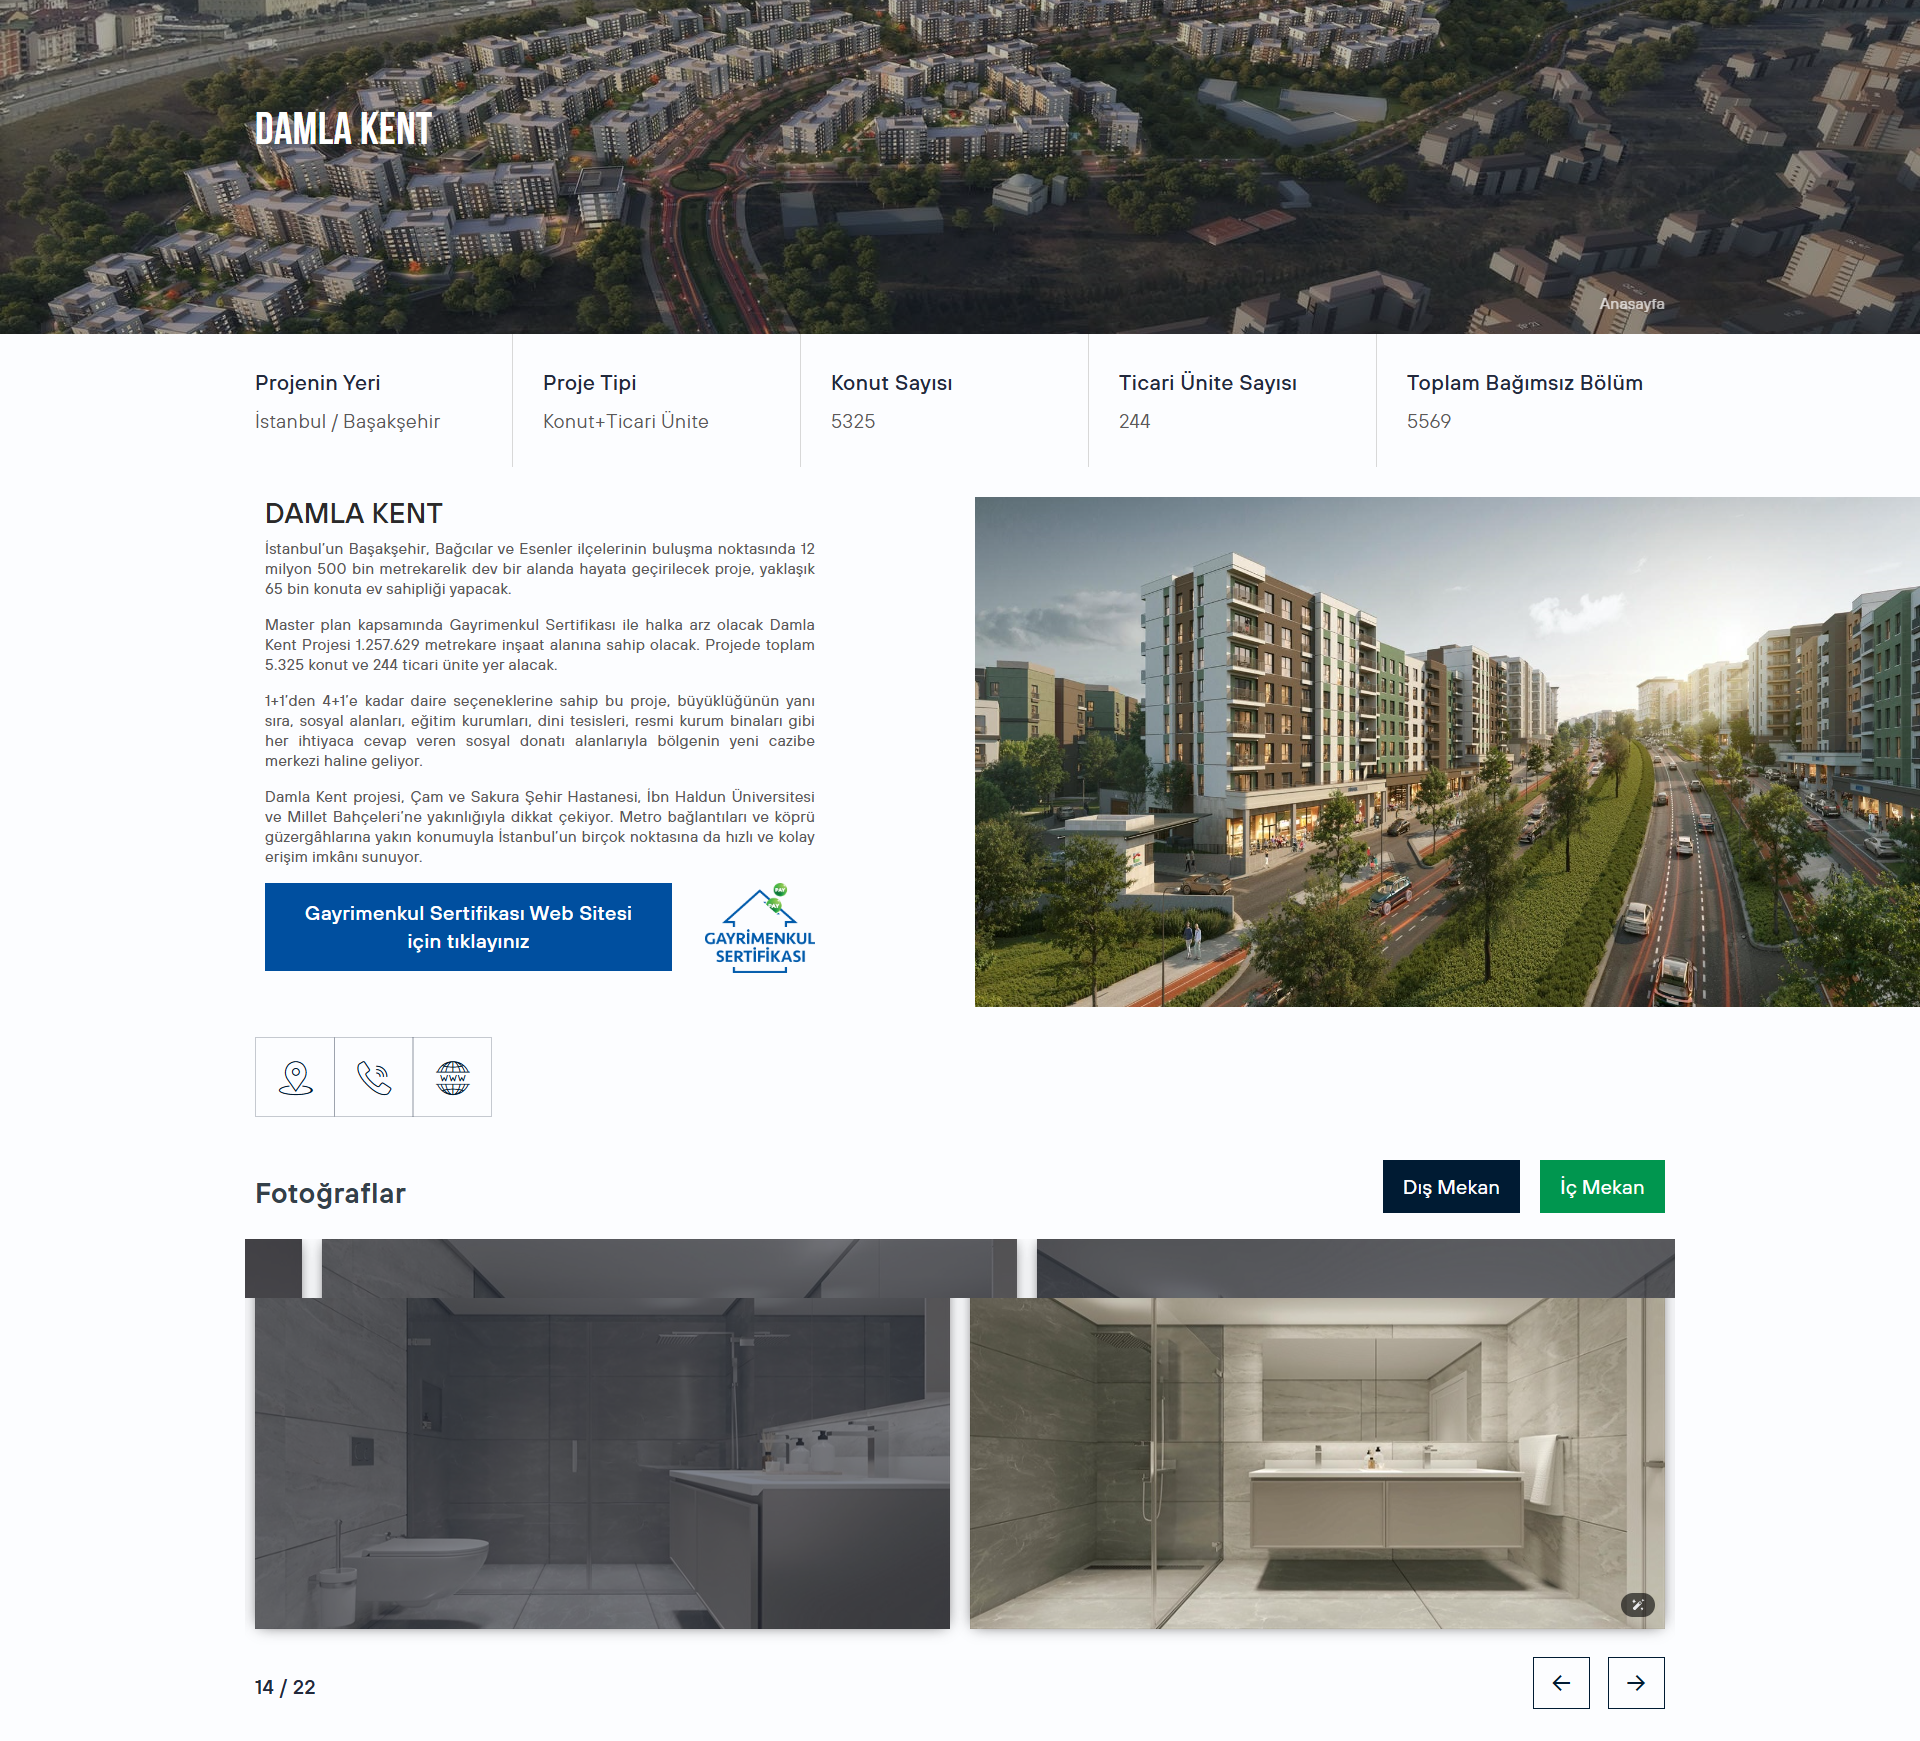 DAMLA KENT
Anasayfa
Projenin Yeri
İstanbul / Başakşehir
Proje Tipi
Konut+Ticari Ünite
Konut Sayısı
5325
Ticari Ünite Sayısı
244
Toplam Bağımsız Bölüm
5569
DAMLA KENT
İstanbul'un Başakşehir, Bağcılar ve Esenler ilçelerinin buluşma noktasında 12
milyon 500 bin metrekarelik dev bir alanda hayata geçirilecek proje, yaklaşık
65 bin konuta ev sahipliği yapacak.
Master plan kapsamında Gayrimenkul Sertifikası ile halka arz olacak Damla
Kent Projesi 1.257.629 metrekare inşaat alanına sahip olacak. Projede toplam
5.325 konut ve 244 ticari ünite yer alacak.
1+1'den 4+1'e kadar daire seçeneklerine sahip bu proje, büyüklüğünün yanı
sıra, sosyal alanları, eğitim kurumları, dini tesisleri, resmi kurum binaları gibi
her ihtiyaca cevap veren sosyal donatı alanlarıyla bölgenin yeni cazibe
merkezi haline geliyor.
Damla Kent projesi, Çam ve Sakura Şehir Hastanesi, İbn Haldun Üniversitesi
ve Millet Bahçeleri'ne yakınlığıyla dikkat çekiyor. Metro bağlantıları ve köprü
güzergâhlarına yakın konumuyla İstanbul'un birçok noktasına da hızlı ve kolay
erişim imkânı sunuyor.
Gayrimenkul Sertifikası Web Sitesi
için tıklayınız
PAY
PAY
GAYRİMENKUL
SERTİFİKASI
WWW
Fotoğraflar
Dış Mekan
İç Mekan
14 / 22